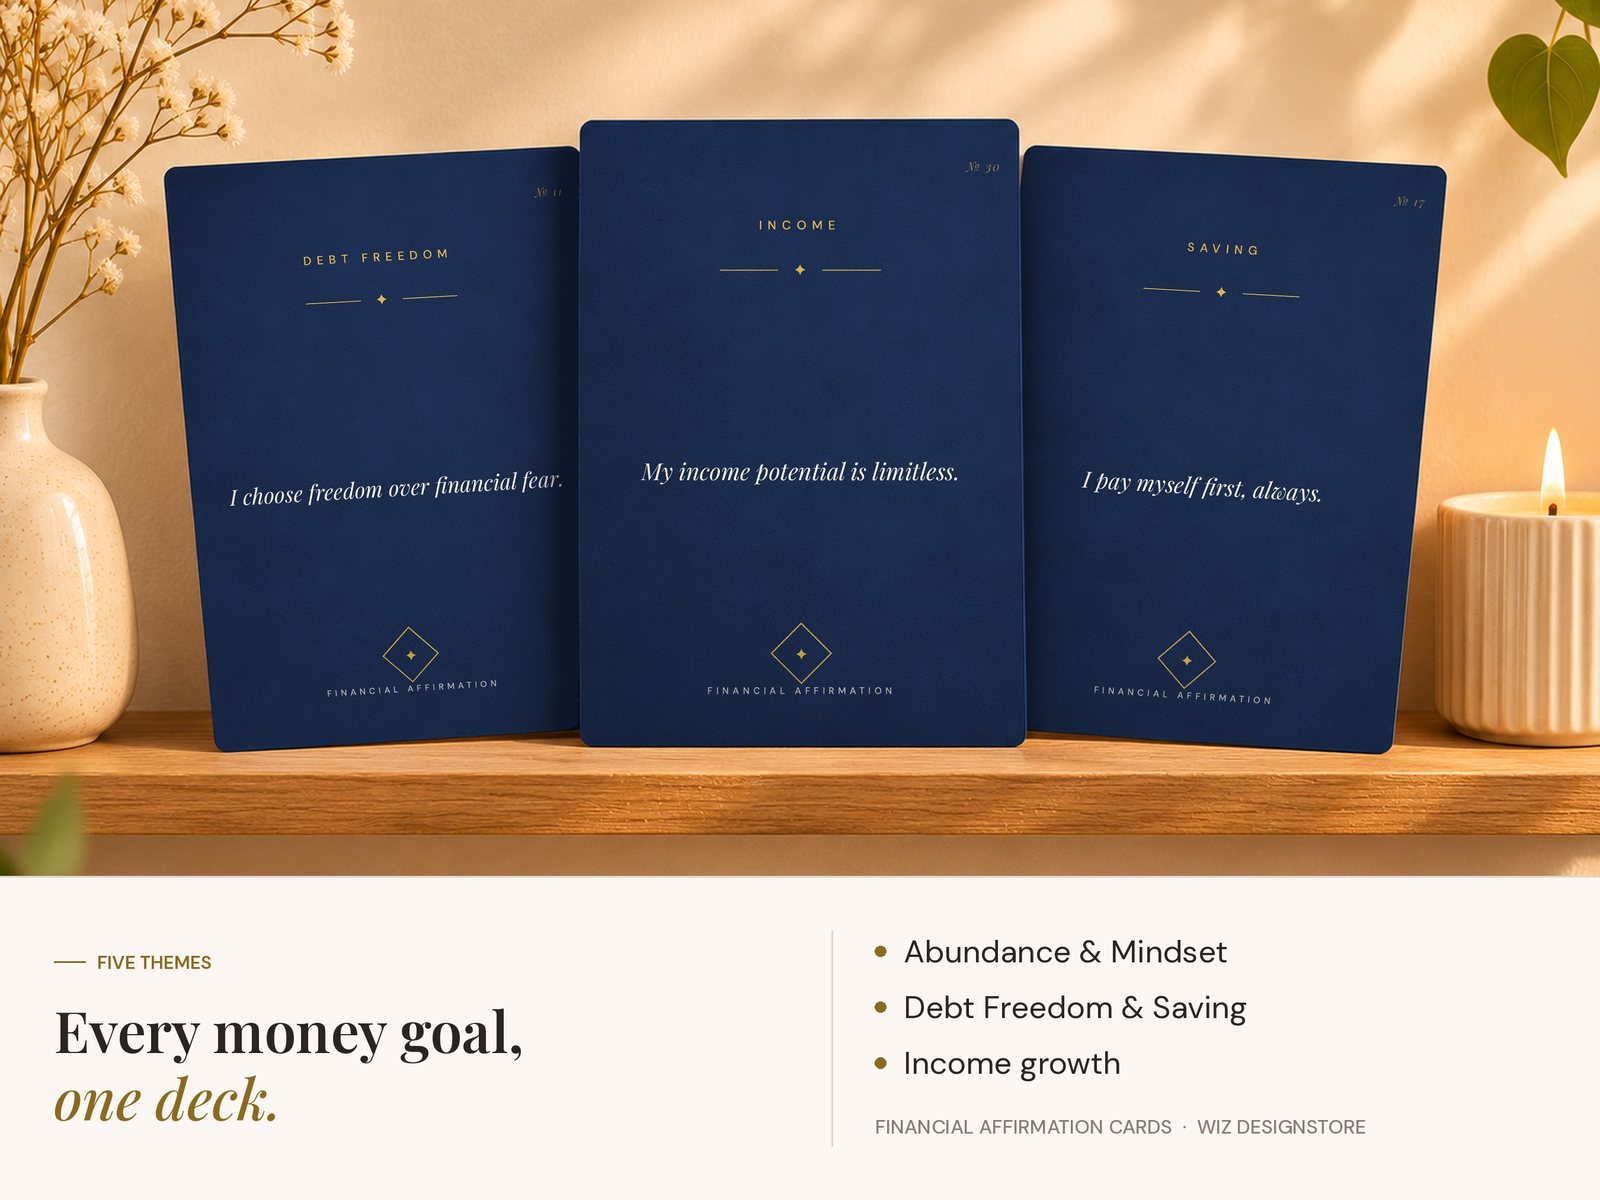 № 11
DEBT FREEDOM
I choose freedom over financial fear.
FINANCIAL AFFIRMATION
№ 30
INCOME
My income potential is limitless.
FINANCIAL AFFIRMATION
№ 17
SAVING
I pay myself first, always.
FINANCIAL AFFIRMATION
FIVE THEMES
Every money goal,
one deck.
Abundance & Mindset
Debt Freedom & Saving
Income growth
FINANCIAL AFFIRMATION CARDS · WIZ DESIGNSTORE